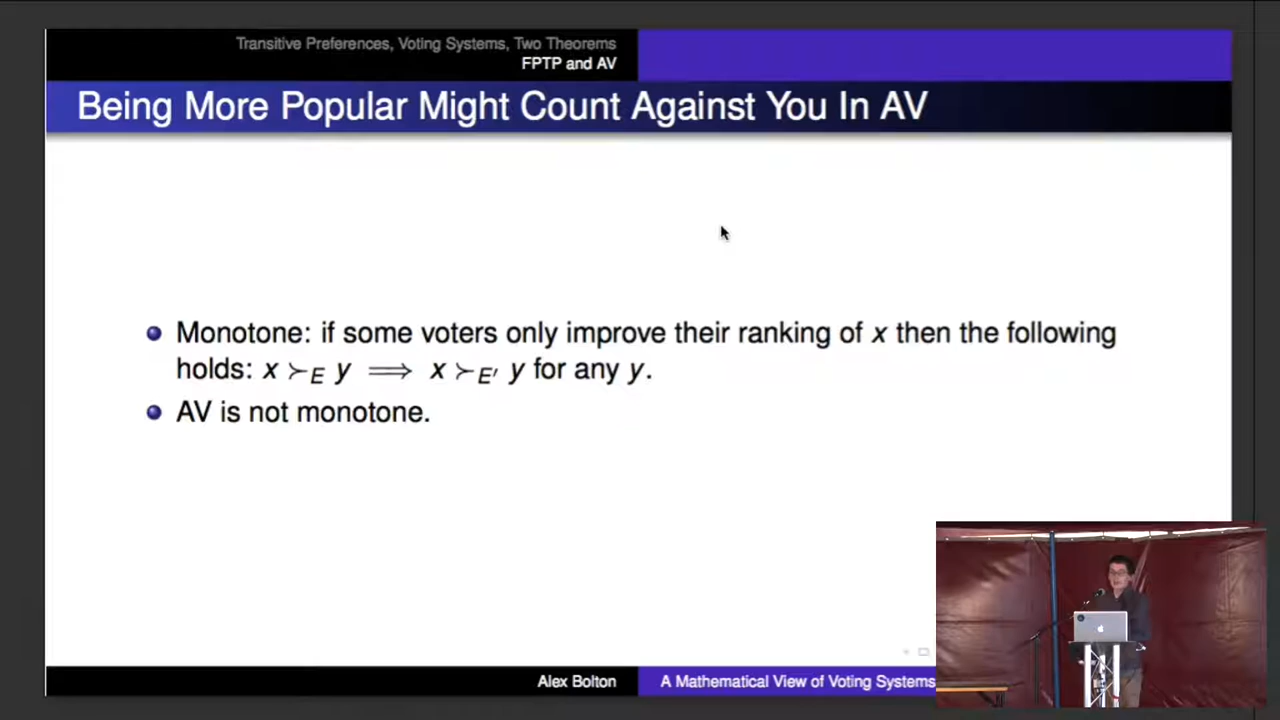 Transitive Preferences, Voting Systems, Two Theorems
FPTP and AV
Being More Popular Might Count Against You In AV
Monotone: if some voters only improve their ranking of x then the following
holds: x ≻_E y ⟹ x ≻_E′ y for any y.
AV is not monotone.
Alex Bolton
A Mathematical View of Voting Systems